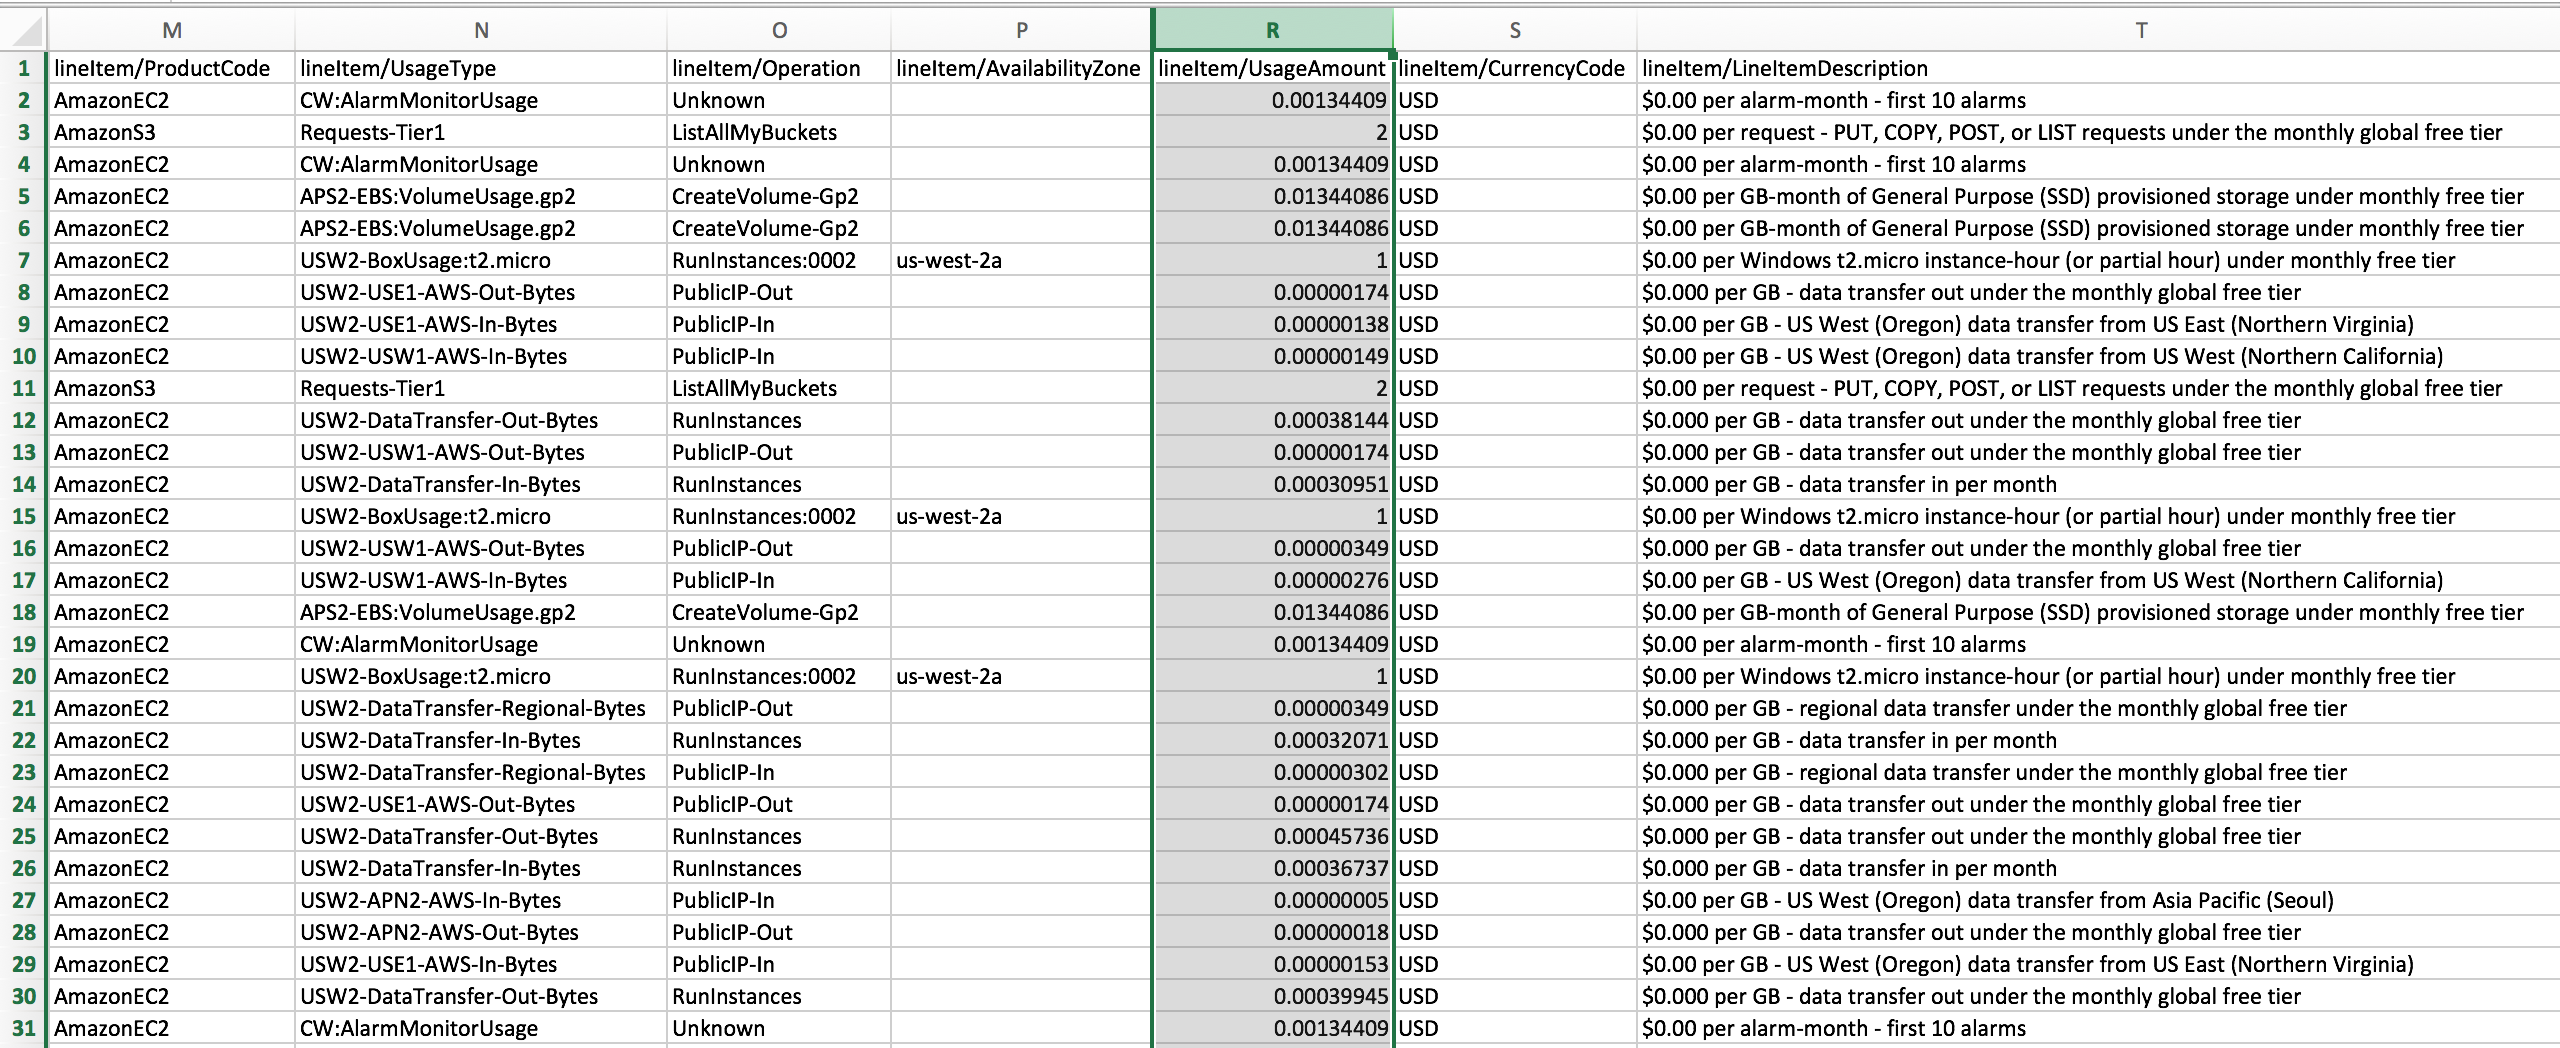 M N O P R S T
1 lineItem/ProductCode lineItem/UsageType lineItem/Operation lineItem/AvailabilityZone lineItem/UsageAmount lineItem/CurrencyCode lineItem/LineItemDescription
2 AmazonEC2 CW:AlarmMonitorUsage Unknown 0.00134409 USD $0.00 per alarm-month - first 10 alarms
3 AmazonS3 Requests-Tier1 ListAllMyBuckets 2 USD $0.00 per request - PUT, COPY, POST, or LIST requests under the monthly global free tier
4 AmazonEC2 CW:AlarmMonitorUsage Unknown 0.00134409 USD $0.00 per alarm-month - first 10 alarms
5 AmazonEC2 APS2-EBS:VolumeUsage.gp2 CreateVolume-Gp2 0.01344086 USD $0.00 per GB-month of General Purpose (SSD) provisioned storage under monthly free tier
6 AmazonEC2 APS2-EBS:VolumeUsage.gp2 CreateVolume-Gp2 0.01344086 USD $0.00 per GB-month of General Purpose (SSD) provisioned storage under monthly free tier
7 AmazonEC2 USW2-BoxUsage:t2.micro RunInstances:0002 us-west-2a 1 USD $0.00 per Windows t2.micro instance-hour (or partial hour) under monthly free tier
8 AmazonEC2 USW2-USE1-AWS-Out-Bytes PublicIP-Out 0.00000174 USD $0.000 per GB - data transfer out under the monthly global free tier
9 AmazonEC2 USW2-USE1-AWS-In-Bytes PublicIP-In 0.00000138 USD $0.00 per GB - US West (Oregon) data transfer from US East (Northern Virginia)
10 AmazonEC2 USW2-USW1-AWS-In-Bytes PublicIP-In 0.00000149 USD $0.00 per GB - US West (Oregon) data transfer from US West (Northern California)
11 AmazonS3 Requests-Tier1 ListAllMyBuckets 2 USD $0.00 per request - PUT, COPY, POST, or LIST requests under the monthly global free tier
12 AmazonEC2 USW2-DataTransfer-Out-Bytes RunInstances 0.00038144 USD $0.000 per GB - data transfer out under the monthly global free tier
13 AmazonEC2 USW2-USW1-AWS-Out-Bytes PublicIP-Out 0.00000174 USD $0.000 per GB - data transfer out under the monthly global free tier
14 AmazonEC2 USW2-DataTransfer-In-Bytes RunInstances 0.00030951 USD $0.000 per GB - data transfer in per month
15 AmazonEC2 USW2-BoxUsage:t2.micro RunInstances:0002 us-west-2a 1 USD $0.00 per Windows t2.micro instance-hour (or partial hour) under monthly free tier
16 AmazonEC2 USW2-USW1-AWS-Out-Bytes PublicIP-Out 0.00000349 USD $0.000 per GB - data transfer out under the monthly global free tier
17 AmazonEC2 USW2-USW1-AWS-In-Bytes PublicIP-In 0.00000276 USD $0.00 per GB - US West (Oregon) data transfer from US West (Northern California)
18 AmazonEC2 APS2-EBS:VolumeUsage.gp2 CreateVolume-Gp2 0.01344086 USD $0.00 per GB-month of General Purpose (SSD) provisioned storage under monthly free tier
19 AmazonEC2 CW:AlarmMonitorUsage Unknown 0.00134409 USD $0.00 per alarm-month - first 10 alarms
20 AmazonEC2 USW2-BoxUsage:t2.micro RunInstances:0002 us-west-2a 1 USD $0.00 per Windows t2.micro instance-hour (or partial hour) under monthly free tier
21 AmazonEC2 USW2-DataTransfer-Regional-Bytes PublicIP-Out 0.00000349 USD $0.000 per GB - regional data transfer under the monthly global free tier
22 AmazonEC2 USW2-DataTransfer-In-Bytes RunInstances 0.00032071 USD $0.000 per GB - data transfer in per month
23 AmazonEC2 USW2-DataTransfer-Regional-Bytes PublicIP-In 0.00000302 USD $0.000 per GB - regional data transfer under the monthly global free tier
24 AmazonEC2 USW2-USE1-AWS-Out-Bytes PublicIP-Out 0.00000174 USD $0.000 per GB - data transfer out under the monthly global free tier
25 AmazonEC2 USW2-DataTransfer-Out-Bytes RunInstances 0.00045736 USD $0.000 per GB - data transfer out under the monthly global free tier
26 AmazonEC2 USW2-DataTransfer-In-Bytes RunInstances 0.00036737 USD $0.000 per GB - data transfer in per month
27 AmazonEC2 USW2-APN2-AWS-In-Bytes PublicIP-In 0.00000005 USD $0.00 per GB - US West (Oregon) data transfer from Asia Pacific (Seoul)
28 AmazonEC2 USW2-APN2-AWS-Out-Bytes PublicIP-Out 0.00000018 USD $0.000 per GB - data transfer out under the monthly global free tier
29 AmazonEC2 USW2-USE1-AWS-In-Bytes PublicIP-In 0.00000153 USD $0.00 per GB - US West (Oregon) data transfer from US East (Northern Virginia)
30 AmazonEC2 USW2-DataTransfer-Out-Bytes RunInstances 0.00039945 USD $0.000 per GB - data transfer out under the monthly global free tier
31 AmazonEC2 CW:AlarmMonitorUsage Unknown 0.00134409 USD $0.00 per alarm-month - first 10 alarms